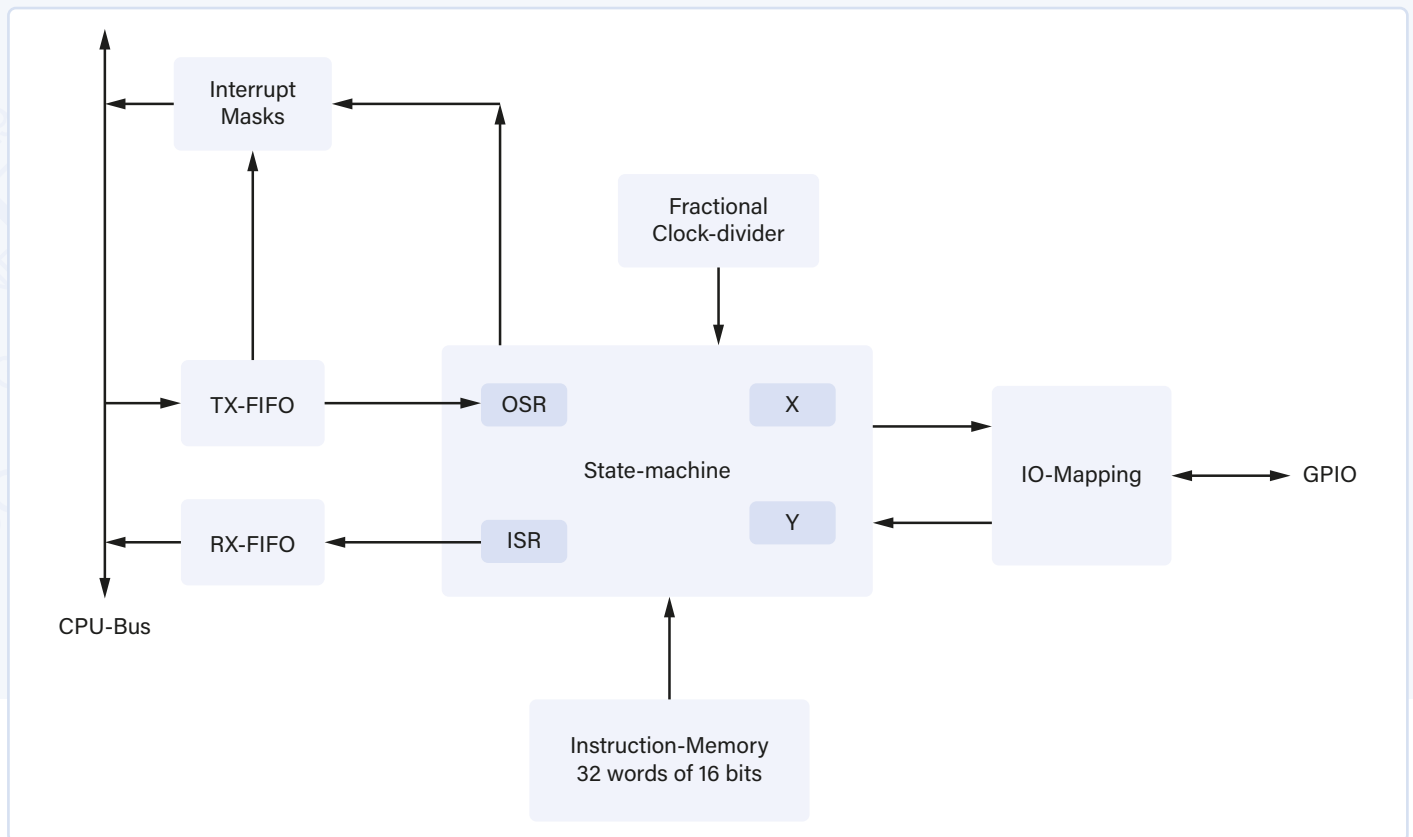 Interrupt
Masks
Fractional
Clock-divider
TX-FIFO
OSR
X
State-machine
IO-Mapping
GPIO
Y
RX-FIFO
ISR
CPU-Bus
Instruction-Memory
32 words of 16 bits